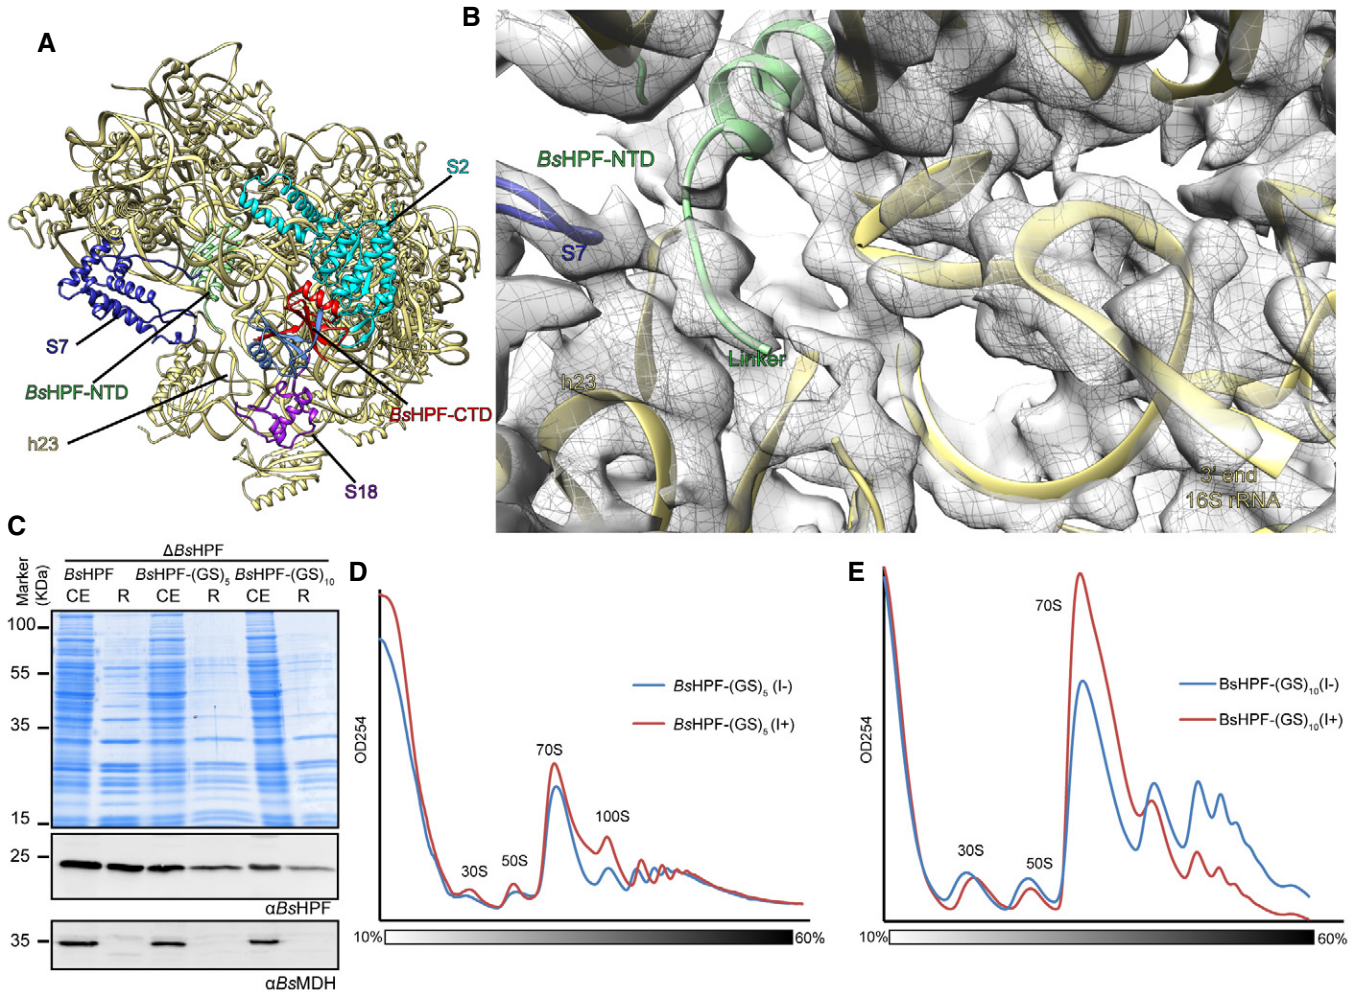 A
S2
S7
BsHPF-NTD
BsHPF-CTD
h23
S18
B
BsHPF-NTD
S7
Linker
h23
3' end
16S rRNA
C
ΔBsHPF
Marker
(KDa)
BsHPF BsHPF-(GS)5 BsHPF-(GS)10
CE R CE R CE R
100
55
35
15
25
αBsHPF
35
αBsMDH
D
OD254
BsHPF-(GS)5 (I-)
BsHPF-(GS)5 (I+)
70S
100S
30S
50S
10% 60%
E
OD254
70S
BsHPF-(GS)10(I-)
BsHPF-(GS)10(I+)
30S
50S
10% 60%